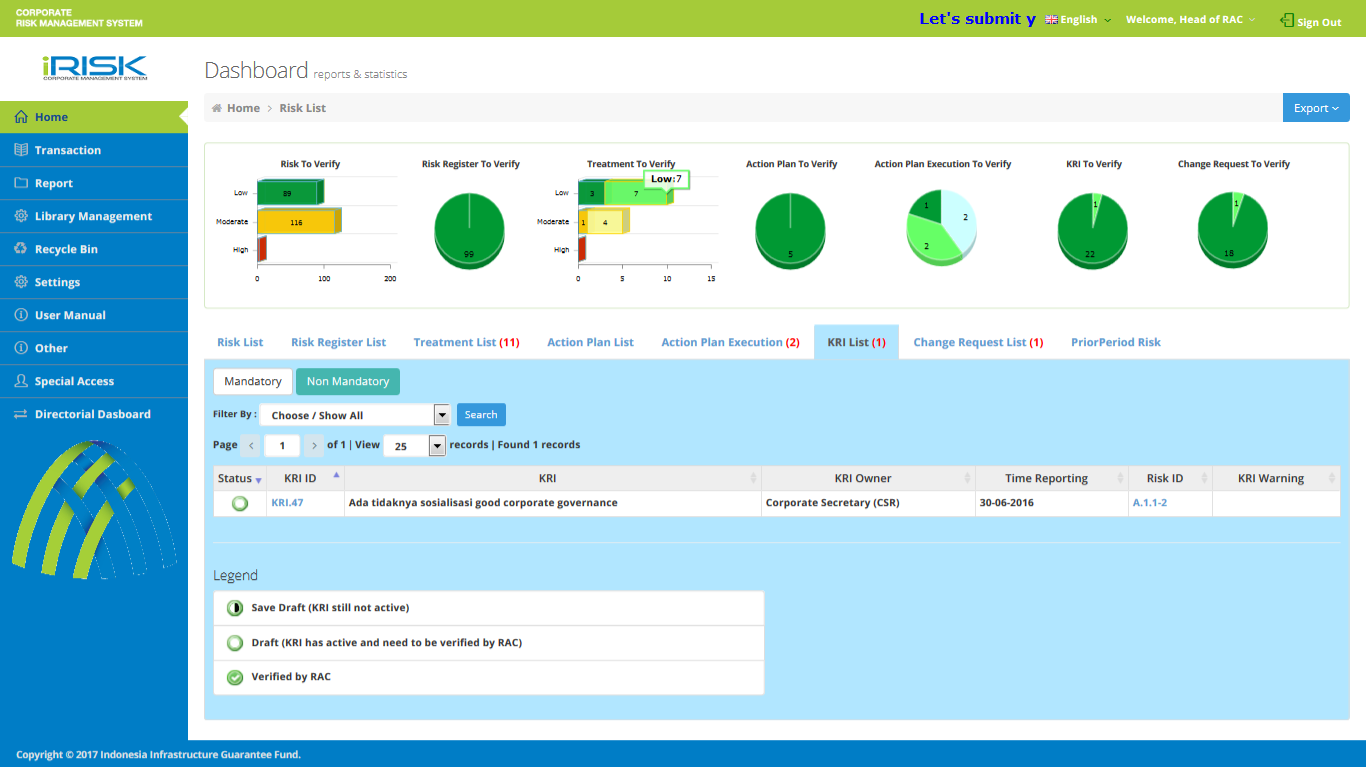 CORPORATE
RISK MANAGEMENT SYSTEM
Let's submit y
English
Welcome, Head of RAC
Sign Out
iRISK
CORPORATE MANAGEMENT SYSTEM
Dashboard reports & statistics
Home > Risk List
Export
Home
Transaction
Report
Library Management
Recycle Bin
Settings
User Manual
Other
Special Access
Directorial Dasboard
Risk To Verify
Low
89
Moderate
116
High
0 100 200
Risk Register To Verify
99
Treatment To Verify
Low:7
Low
3 7
Moderate
1 4
High
0 5 10 15
Action Plan To Verify
5
Action Plan Execution To Verify
1
2
2
KRI To Verify
1
22
Change Request To Verify
1
18
Risk List
Risk Register List
Treatment List (11)
Action Plan List
Action Plan Execution (2)
KRI List (1)
Change Request List (1)
PriorPeriod Risk
Mandatory
Non Mandatory
Filter By : Choose / Show All Search
Page < 1 > of 1 | View 25 records | Found 1 records
Status KRI ID KRI KRI Owner Time Reporting Risk ID KRI Warning
KRI.47 Ada tidaknya sosialisasi good corporate governance Corporate Secretary (CSR) 30-06-2016 A.1.1-2
Legend
Save Draft (KRI still not active)
Draft (KRI has active and need to be verified by RAC)
Verified by RAC
Copyright © 2017 Indonesia Infrastructure Guarantee Fund.